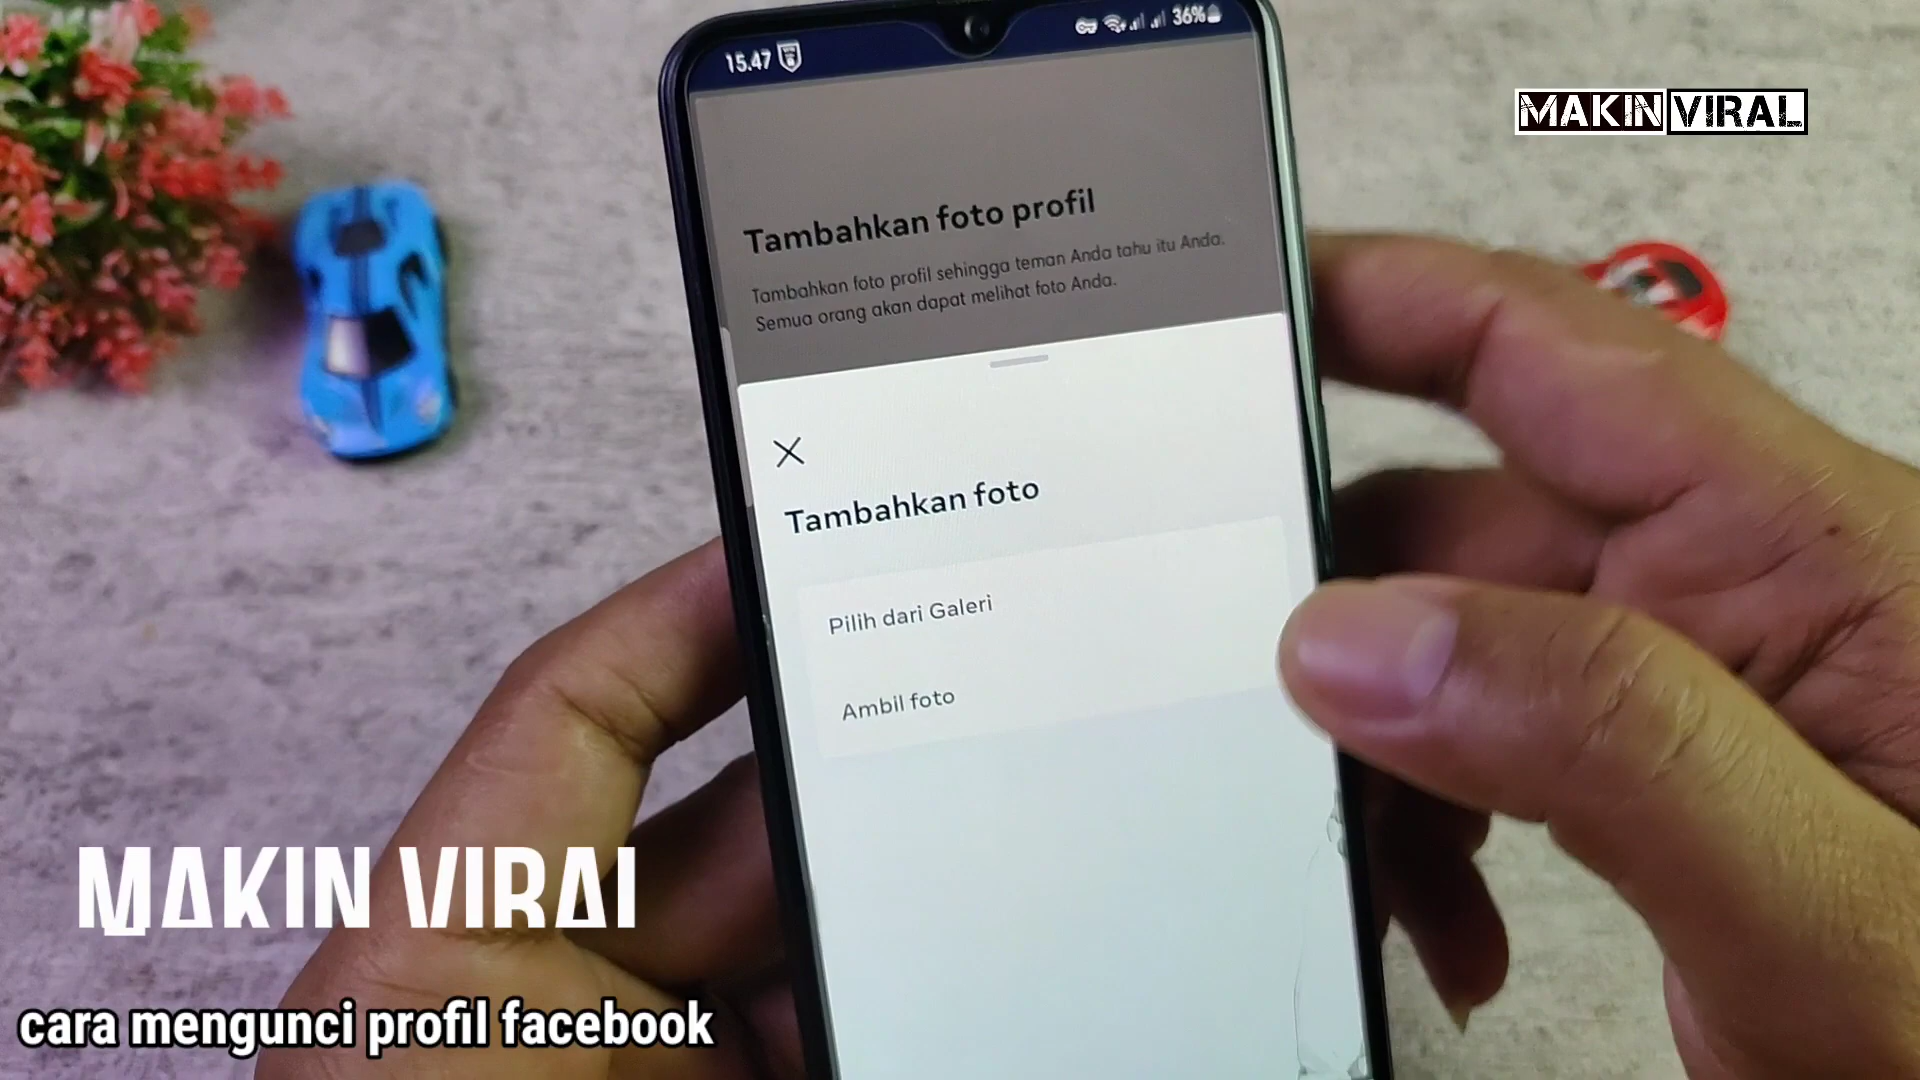 15.47
36%
MAKIN VIRAL
Tambahkan foto profil
Tambahkan foto profil sehingga teman Anda tahu itu Anda.
Semua orang akan dapat melihat foto Anda.
Tambahkan foto
Pilih dari Galeri
Ambil foto
MAKIN VIRAL
cara mengunci profil facebook